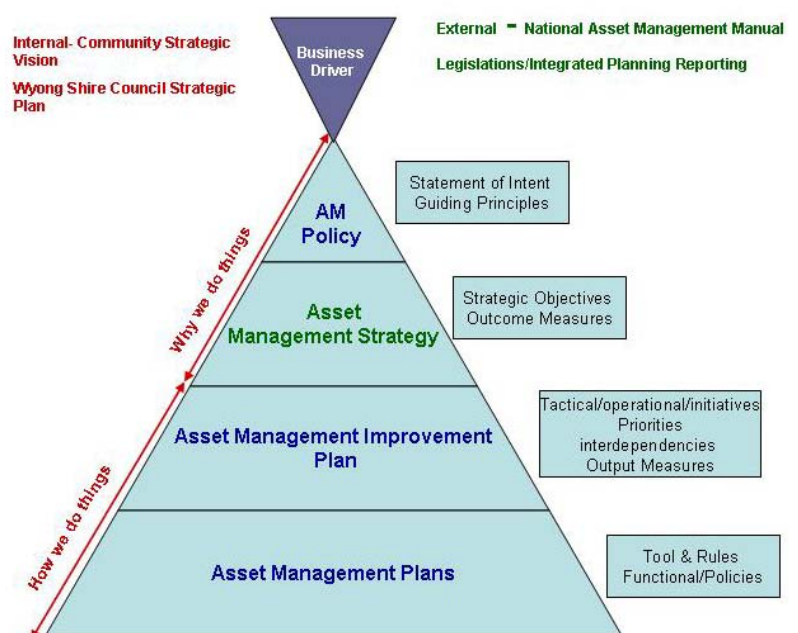 Internal- Community Strategic
Vision
Wyong Shire Council Strategic
Plan
Business
Driver
External - National Asset Management Manual
Legislations/Integrated Planning Reporting
Why we do things
AM
Policy
Statement of Intent
Guiding Principles
Asset
Management Strategy
Strategic Objectives
Outcome Measures
How we do things
Asset Management Improvement
Plan
Tactical/operational/initiatives
Priorities
interdependencies
Output Measures
Asset Management Plans
Tool & Rules
Functional/Policies